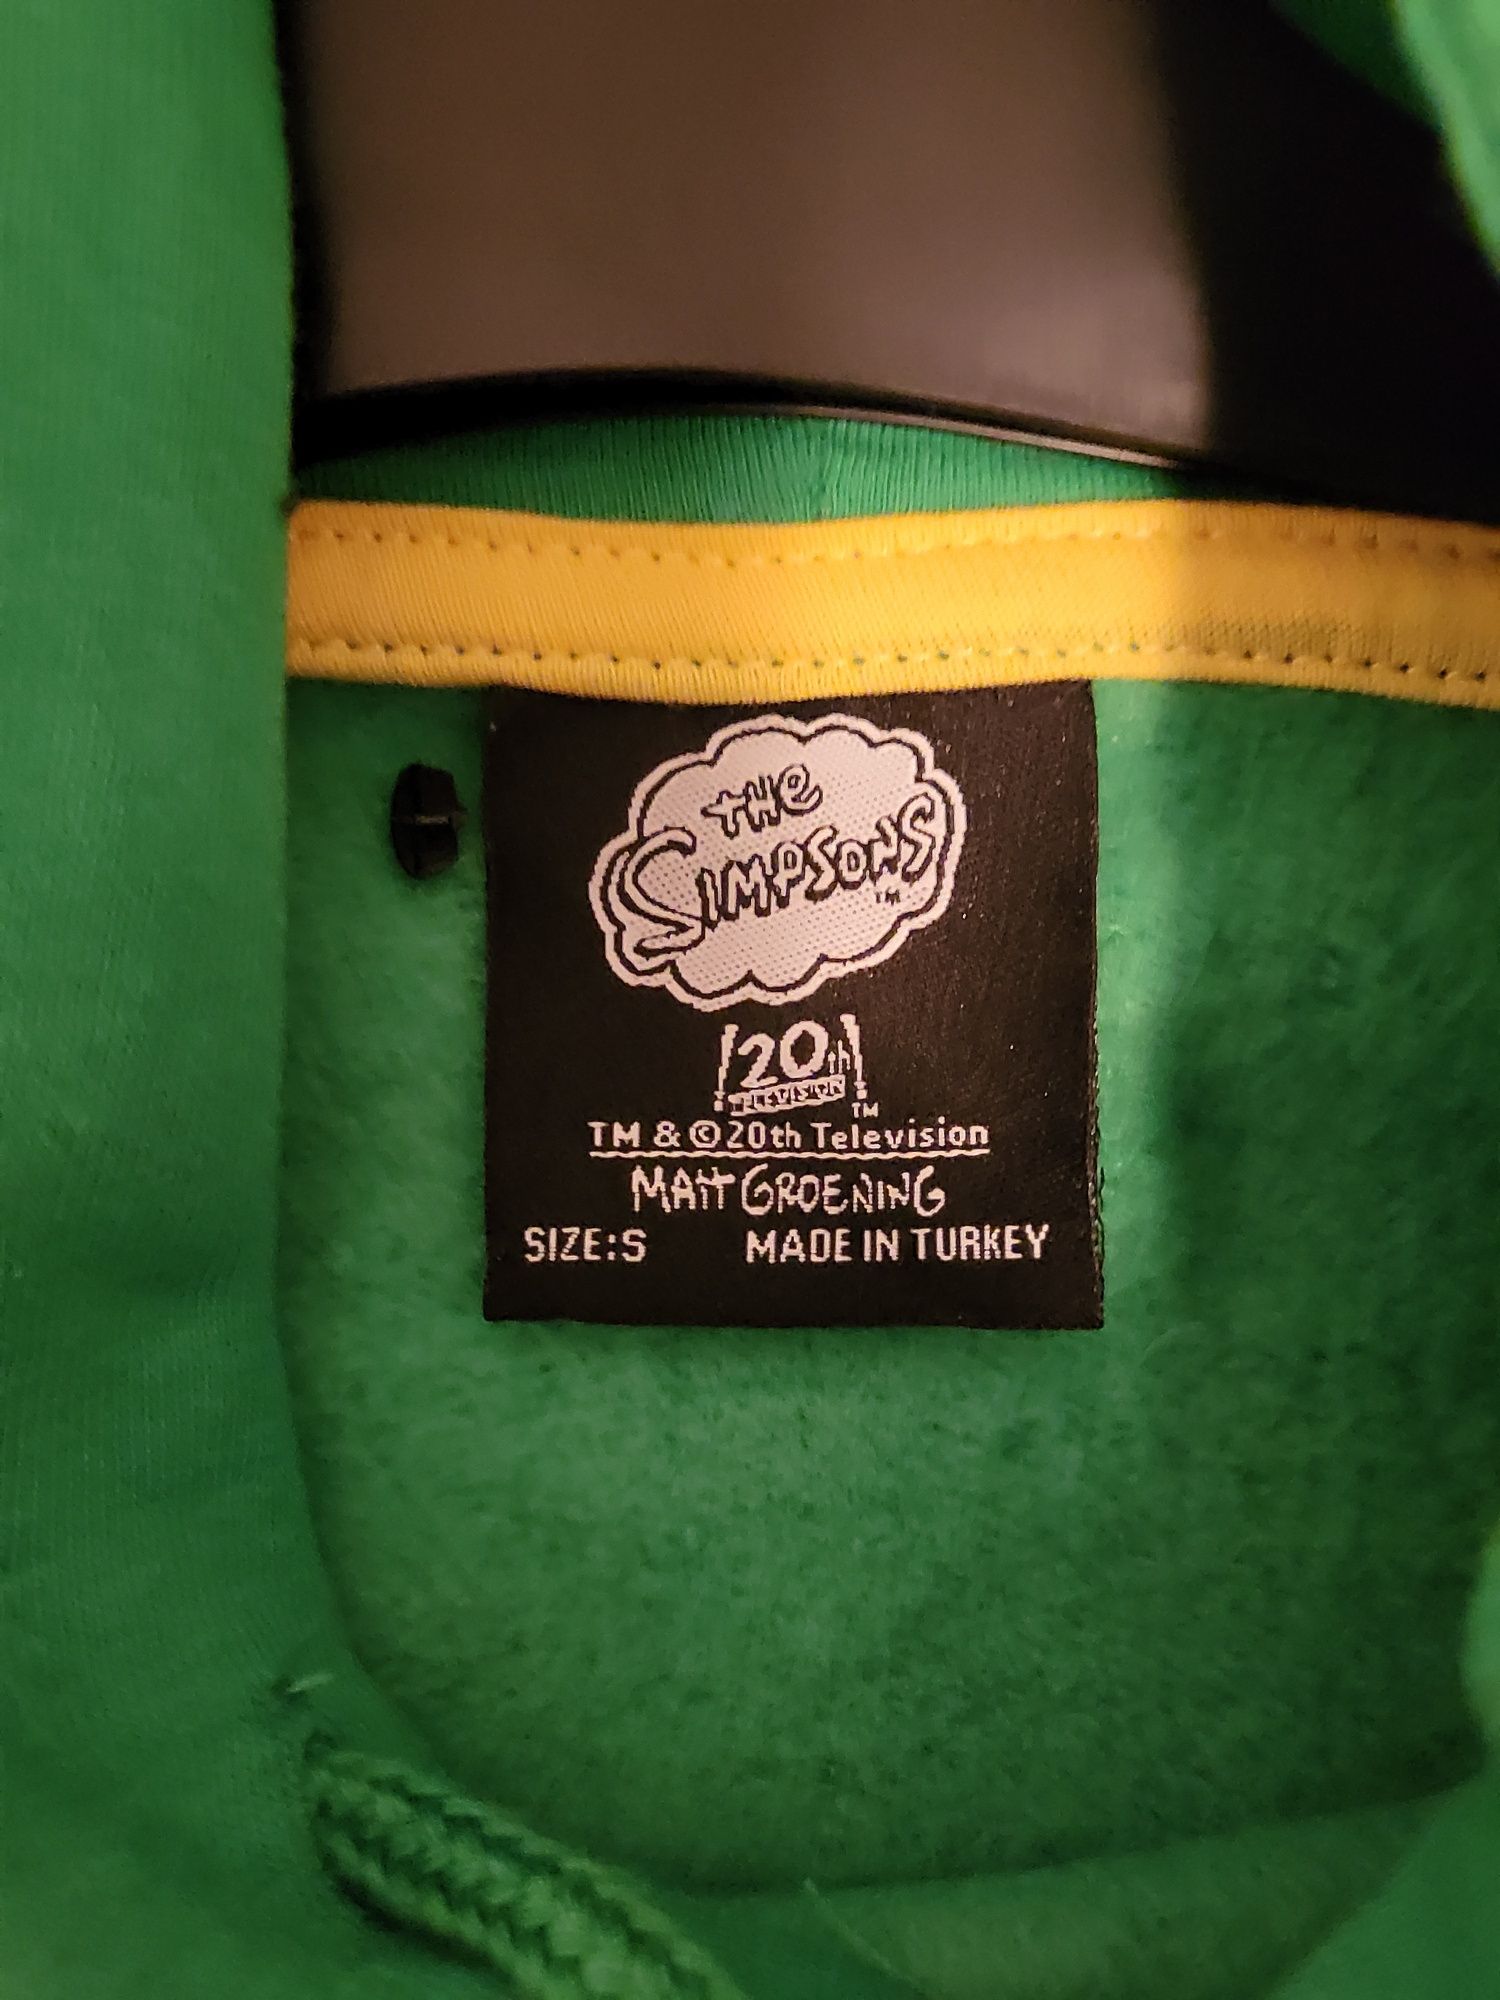 THE
SIMPSONS
TM
20th
TELEVISION
TM
TM & © 20th Television
MATT GROENING
SIZE:S MADE IN TURKEY